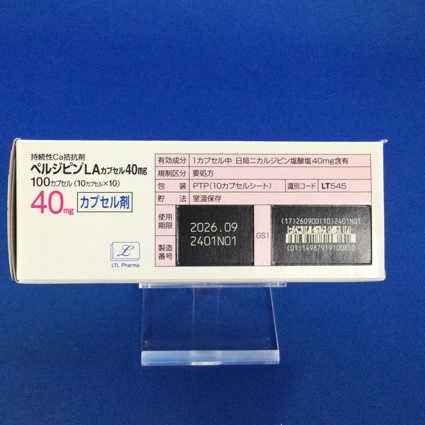 持続性Ca拮抗剤
ペルジピンLAカプセル40mg
100カプセル(10カプセル×10)
40mg カプセル剤
LTL Pharma
有効成分 1カプセル中 日局ニカルジピン塩酸塩40mg含有
規制区分 要処方
包装 PTP(10カプセルシート) 識別コード LT545
貯法 室温保存
使用期限 2026.09
製造番号 2401N01
GS1
(17)260900(10)2401N01